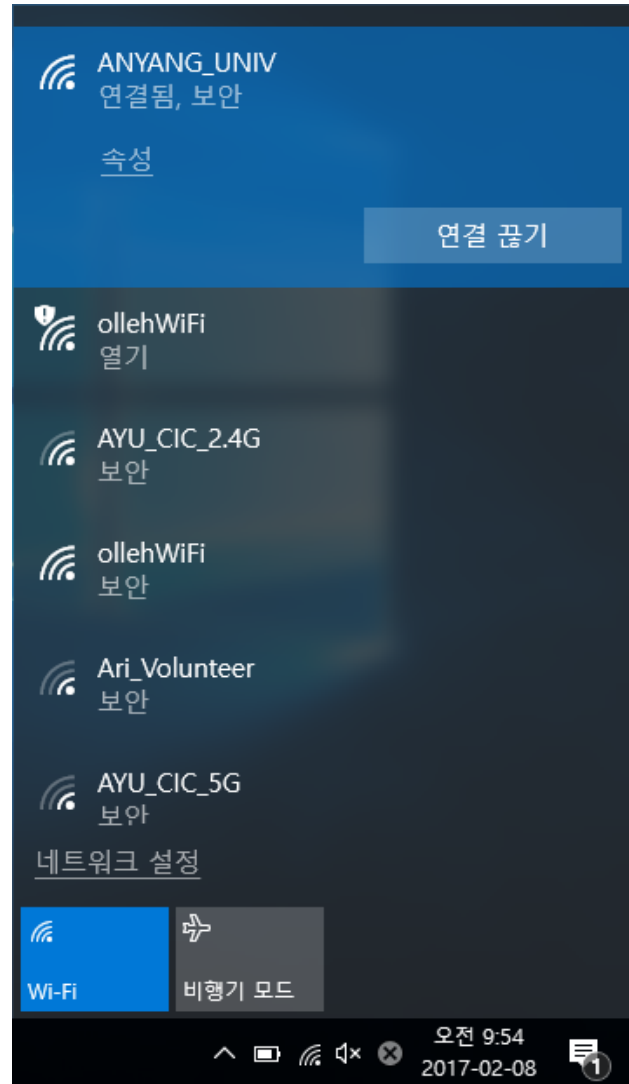 ANYANG_UNIV
연결됨, 보안
속성
연결 끊기
ollehWiFi
열기
AYU_CIC_2.4G
보안
ollehWiFi
보안
Ari_Volunteer
보안
AYU_CIC_5G
보안
네트워크 설정
Wi-Fi
비행기 모드
오전 9:54
2017-02-08
1